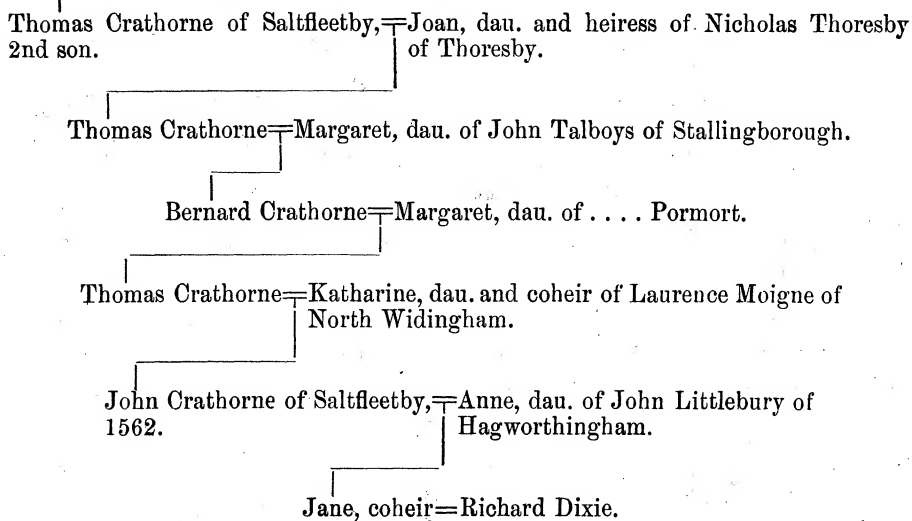 Thomas Crathorne of Saltfleetby,=Joan, dau. and heiress of Nicholas Thoresby
2nd son. of Thoresby.
Thomas Crathorne=Margaret, dau. of John Talboys of Stallingborough.
Bernard Crathorne=Margaret, dau. of .... Pormort.
Thomas Crathorne=Katharine, dau. and coheir of Laurence Moigne of
North Widingham.
John Crathorne of Saltfleetby,=Anne, dau. of John Littlebury of
1562. Hagworthingham.
Jane, coheir=Richard Dixie.